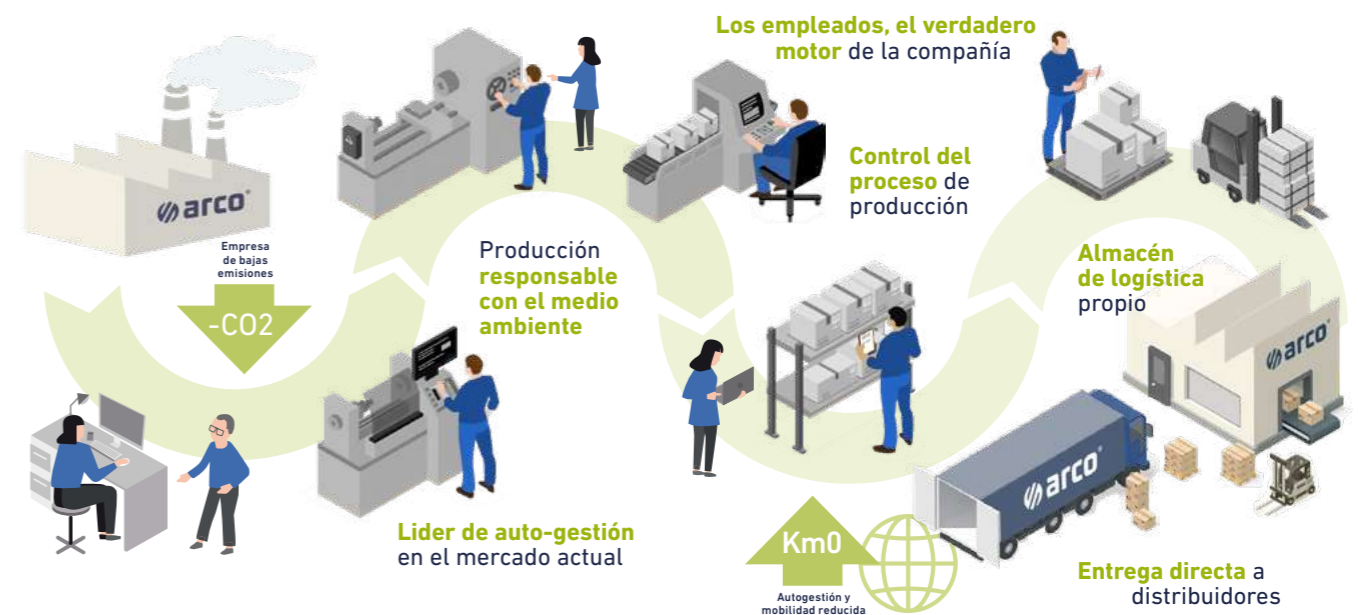 Los empleados, el verdadero
motor de la compañía
arco
Empresa
de bajas
emisiones
-CO2
Producción
responsable
con el medio
ambiente
Control del
proceso de
producción
Almacén
de logística
propio
arco
Lider de auto-gestión
en el mercado actual
Km0
Autogestión y
mobilidad reducida
arco
Entrega directa a
distribuidores